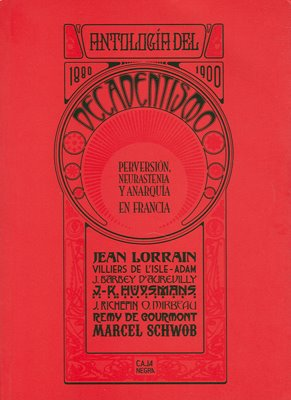 ANTOLOGÍA DEL
1880 1900
DECADENTISMO
PERVERSIÓN,
NEURASTENIA
Y ANARQUÍA
EN FRANCIA
JEAN LORRAIN
VILLIERS DE L'ISLE-ADAM
J. BARBEY D'AUREVILLY
J.-K. HUYSMANS
J. RICHEPIN O. MIRBEAU
REMY DE GOURMONT
MARCEL SCHWOB
CAJA
NEGRA